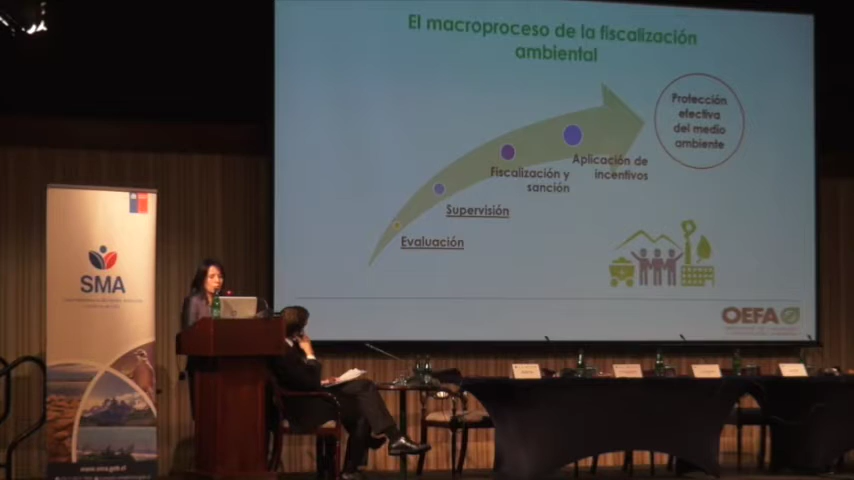 El macroproceso de la fiscalización
ambiental
Protección
efectiva
del medio
ambiente
Aplicación de
incentivos
Fiscalización y
sanción
Supervisión
Evaluación
OEFA
SMA
www.sma.gob.cl